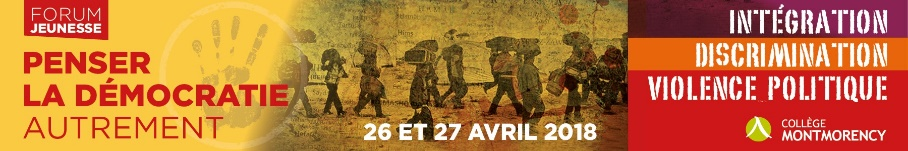 FORUM
JEUNESSE
PENSER
LA DÉMOCRATIE
AUTREMENT
26 ET 27 AVRIL 2018
INTÉGRATION
DISCRIMINATION
VIOLENCE POLITIQUE
COLLÈGE
MONTMORENCY